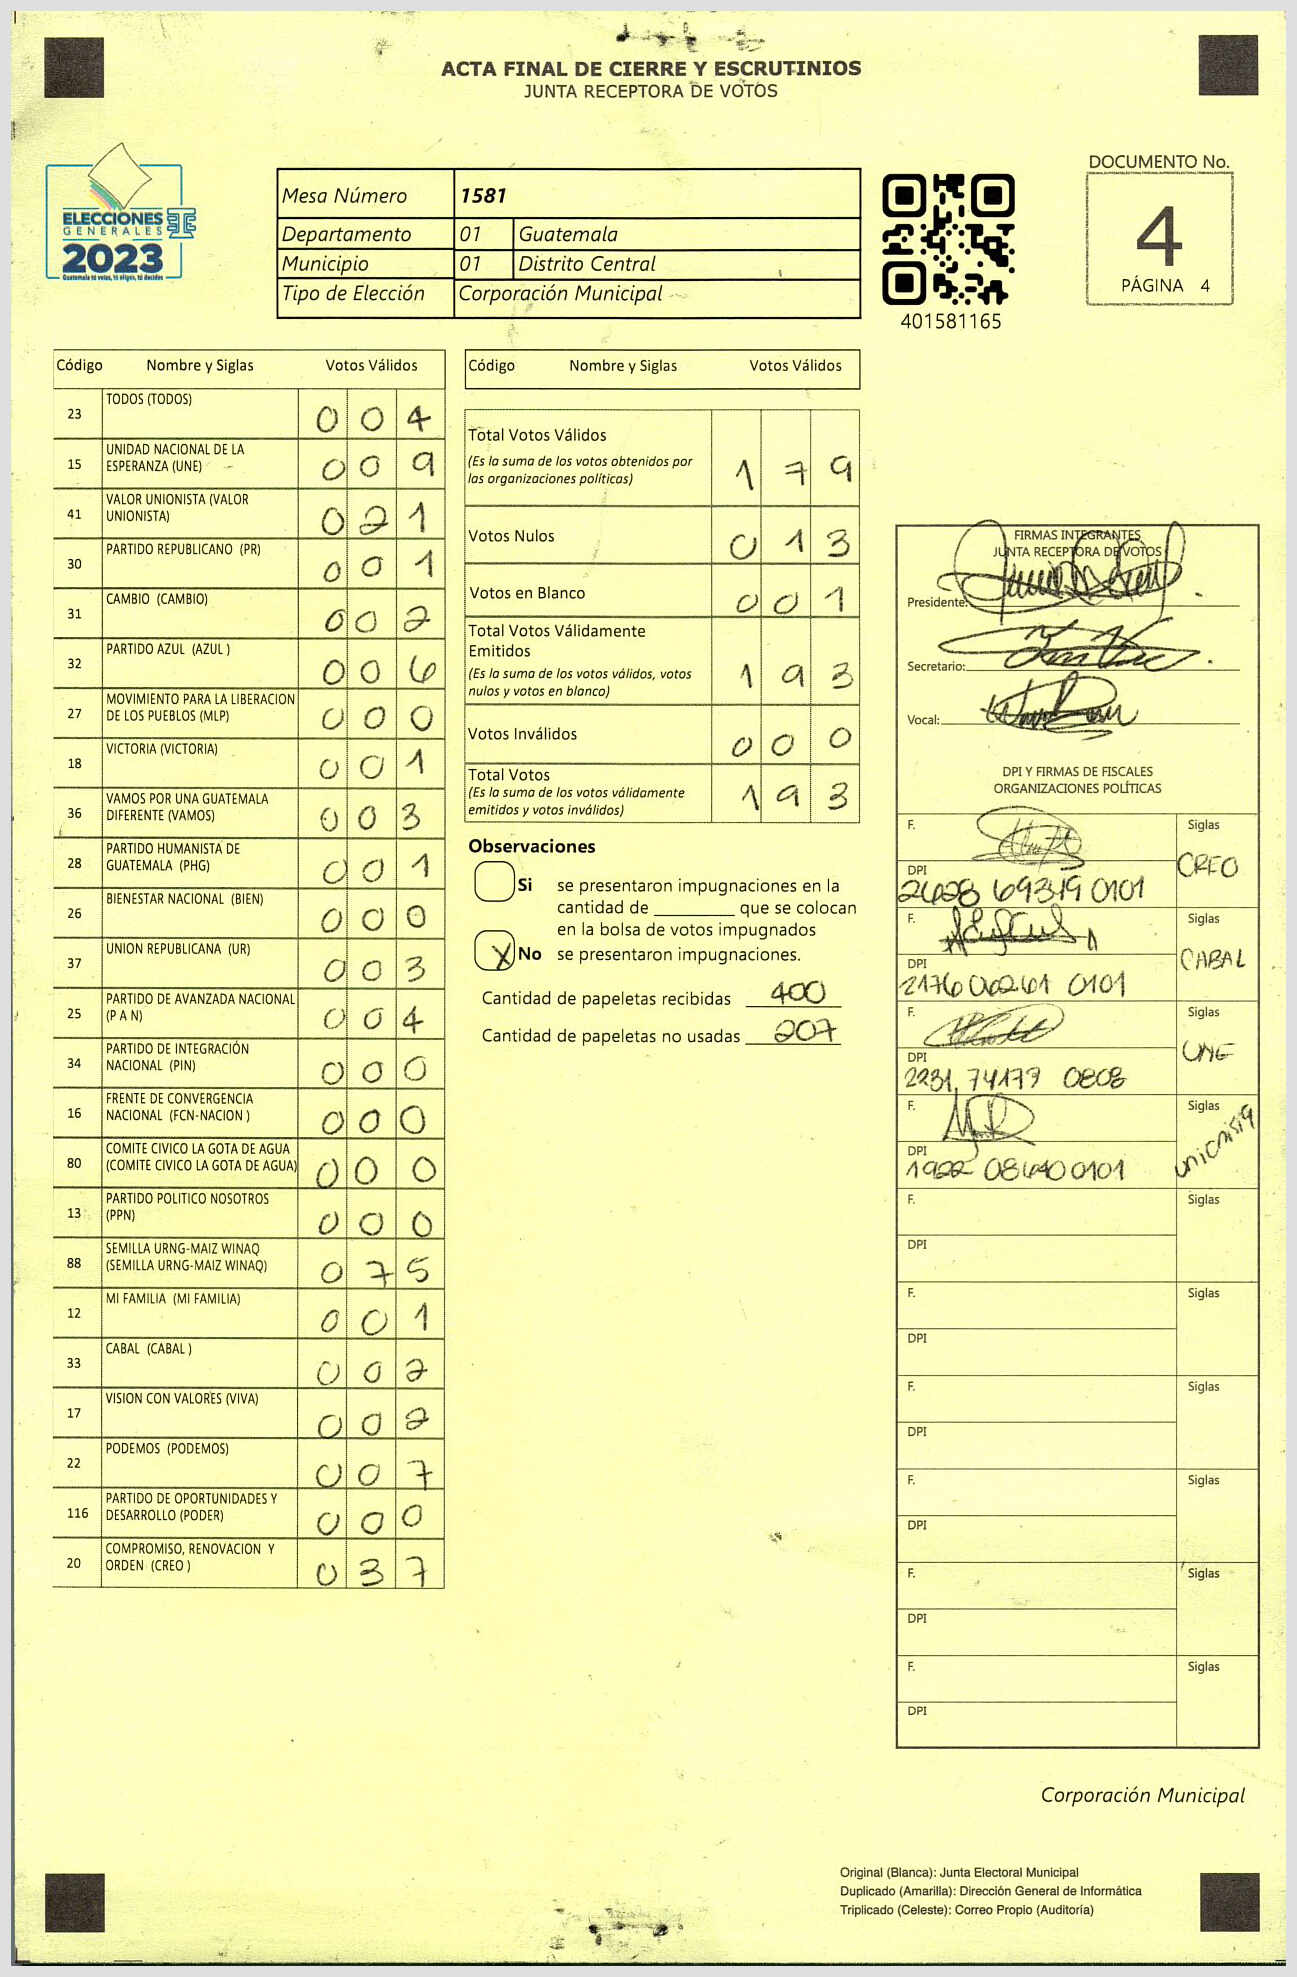 ACTA FINAL DE CIERRE Y ESCRUTINIOS
JUNTA RECEPTORA DE VOTOS
ELECCIONES
GENERALES
2023
Guatemala tú votas, tú eliges, tú decides
Mesa Número 1581
Departamento 01 Guatemala
Municipio 01 Distrito Central
Tipo de Elección Corporación Municipal
401581165
DOCUMENTO No.
4
PÁGINA 4
Código Nombre y Siglas Votos Válidos
23 TODOS (TODOS) 0 0 4
15 UNIDAD NACIONAL DE LA
ESPERANZA (UNE) 0 0 9
41 VALOR UNIONISTA (VALOR
UNIONISTA) 0 2 1
30 PARTIDO REPUBLICANO (PR) 0 0 1
31 CAMBIO (CAMBIO) 0 0 2
32 PARTIDO AZUL (AZUL ) 0 0 6
27 MOVIMIENTO PARA LA LIBERACION
DE LOS PUEBLOS (MLP) 0 0 0
18 VICTORIA (VICTORIA) 0 0 1
36 VAMOS POR UNA GUATEMALA
DIFERENTE (VAMOS) 0 0 3
28 PARTIDO HUMANISTA DE
GUATEMALA (PHG) 0 0 1
26 BIENESTAR NACIONAL (BIEN) 0 0 0
37 UNION REPUBLICANA (UR) 0 0 3
25 PARTIDO DE AVANZADA NACIONAL
(P A N) 0 0 4
34 PARTIDO DE INTEGRACIÓN
NACIONAL (PIN) 0 0 0
16 FRENTE DE CONVERGENCIA
NACIONAL (FCN-NACION ) 0 0 0
80 COMITE CIVICO LA GOTA DE AGUA
(COMITE CIVICO LA GOTA DE AGUA) 0 0 0
13 PARTIDO POLITICO NOSOTROS
(PPN) 0 0 0
88 SEMILLA URNG-MAIZ WINAQ
(SEMILLA URNG-MAIZ WINAQ) 0 7 5
12 MI FAMILIA (MI FAMILIA) 0 0 1
33 CABAL (CABAL ) 0 0 2
17 VISION CON VALORES (VIVA) 0 0 2
22 PODEMOS (PODEMOS) 0 0 7
116 PARTIDO DE OPORTUNIDADES Y
DESARROLLO (PODER) 0 0 0
20 COMPROMISO, RENOVACION Y
ORDEN (CREO ) 0 3 7
Código Nombre y Siglas Votos Válidos
Total Votos Válidos
(Es la suma de los votos obtenidos por
las organizaciones políticas) 1 7 9
Votos Nulos 0 1 3
Votos en Blanco 0 0 1
Total Votos Válidamente
Emitidos
(Es la suma de los votos válidos, votos
nulos y votos en blanco) 1 9 3
Votos Inválidos 0 0 0
Total Votos
(Es la suma de los votos válidamente
emitidos y votos inválidos) 1 9 3
Observaciones
Si se presentaron impugnaciones en la
cantidad de ________ que se colocan
en la bolsa de votos impugnados
X No se presentaron impugnaciones.
Cantidad de papeletas recibidas 400
Cantidad de papeletas no usadas 207
FIRMAS INTEGRANTES
JUNTA RECEPTORA DE VOTOS
Presidente:
Secretario:
Vocal:
DPI Y FIRMAS DE FISCALES
ORGANIZACIONES POLÍTICAS
F. Siglas
CREO
DPI
2628 69319 0101
F. Siglas
CABAL
DPI
2176 06261 0101
F. Siglas
UNE
DPI
2231 74177 0808
F. Siglas
unionista
DPI
1922 08640 0101
F. Siglas
DPI
F. Siglas
DPI
F. Siglas
DPI
F. Siglas
DPI
F. Siglas
DPI
F. Siglas
DPI
Corporación Municipal
Original (Blanca): Junta Electoral Municipal
Duplicado (Amarilla): Dirección General de Informática
Triplicado (Celeste): Correo Propio (Auditoría)